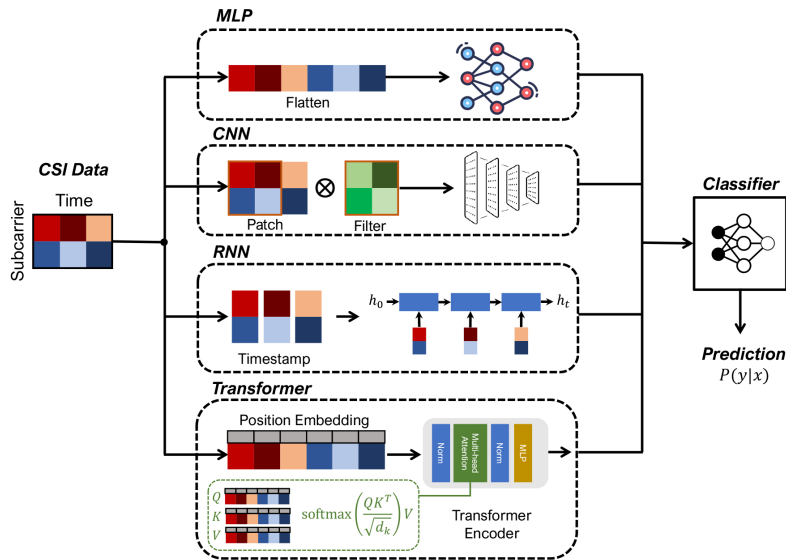 MLP
Flatten
CNN
CSI Data
Time
Subcarrier
Patch
Filter
Classifier
RNN
h₀
hₜ
Timestamp
Prediction
P(y|x)
Transformer
Position Embedding
Norm
Multi-head
Attention
Norm
MLP
Q
K
V
softmax(QKᵀ/√dₖ)V
Transformer
Encoder